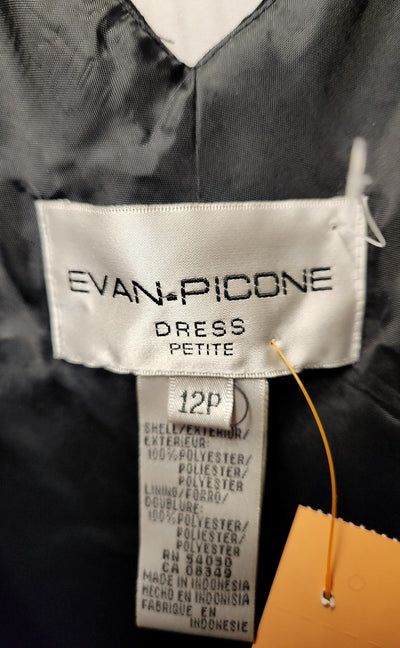 EVAN-PICONE
DRESS
PETITE
12P
SHELL/EXTERIOR/
EXTERIEUR:
100%POLYESTER/
POLIESTER/
POLYESTER
LINING/FORRO/
DOUBLURE:
100%POLYESTER/
POLIESTER/
POLYESTER
RN 54050
CA 08349
MADE IN INDONESIA
HECHO EN INDONISIA
FABRIQUE EN
INDONESIE